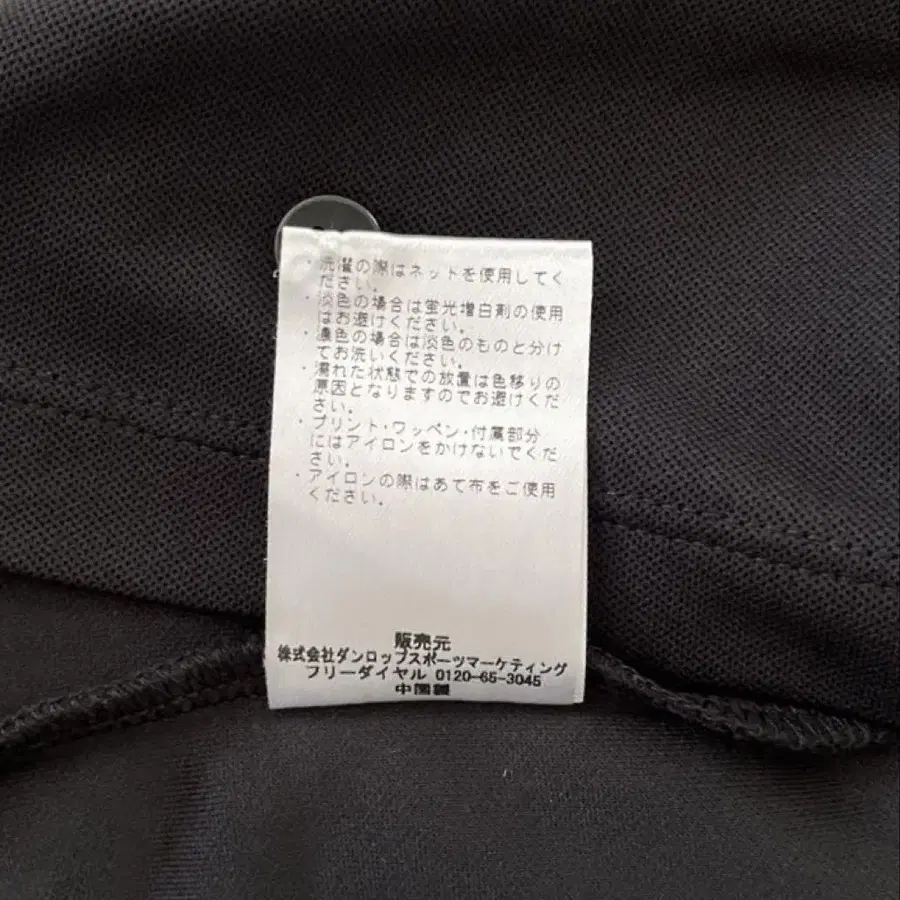 ・洗濯の際はネットを使用してく
ださい。
・淡色の場合は蛍光増白剤の使用
はお避けください。
・濃色の場合は淡色のものと分け
てお洗いください。
・濡れた状態での放置は色移りの
原因となりますのでお避けくだ
さい。
・プリント・ワッペン・付属部分
にはアイロンをかけないでくだ
さい。
・アイロンの際はあて布をご使用
ください。
販売元
株式会社ダンロップスポーツマーケティング
フリーダイヤル 0120-65-3045
中国製